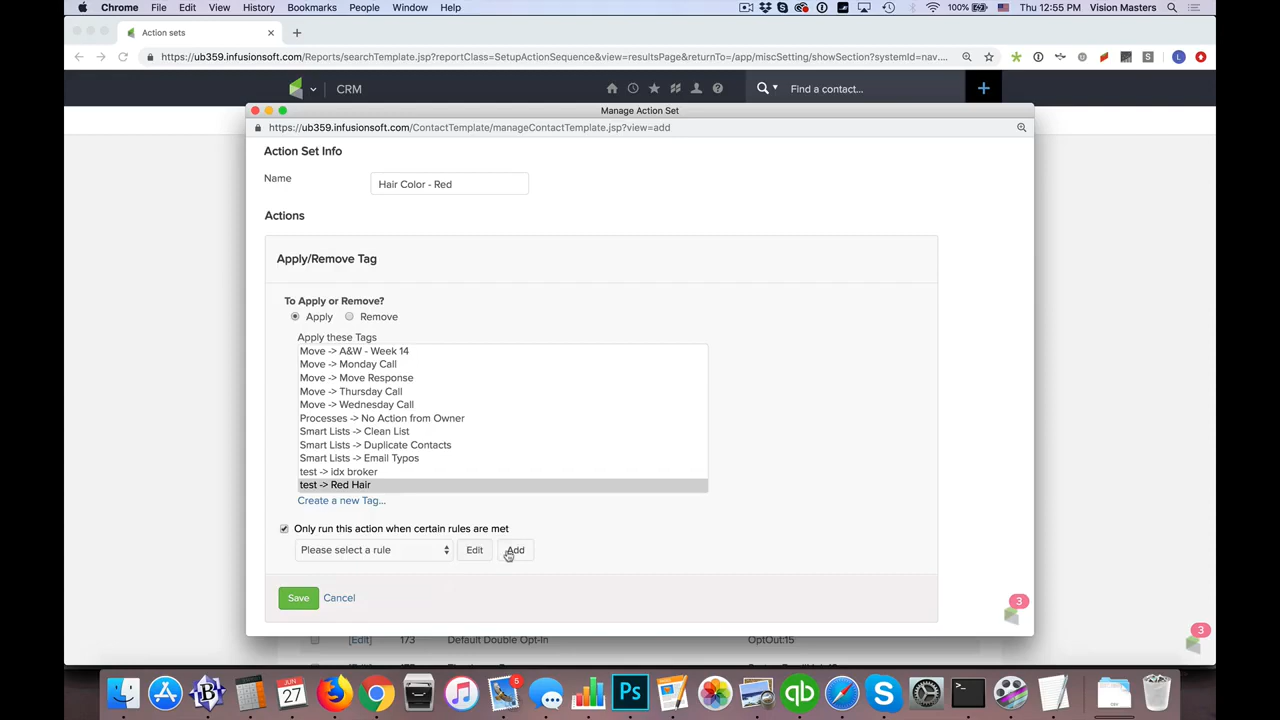 Chrome File Edit View History Bookmarks People Window Help
100% Thu 12:55 PM Vision Masters
Action sets
https://ub359.infusionsoft.com/Reports/searchTemplate.jsp?reportClass=SetupActionSequence&view=resultsPage&returnTo=/app/miscSetting/showSection?systemId=nav....
CRM
Find a contact...
Manage Action Set
https://ub359.infusionsoft.com/ContactTemplate/manageContactTemplate.jsp?view=add
Action Set Info
Name
Hair Color - Red
Actions
Apply/Remove Tag
To Apply or Remove?
Apply Remove
Apply these Tags
Move -> A&W - Week 14
Move -> Monday Call
Move -> Move Response
Move -> Thursday Call
Move -> Wednesday Call
Processes -> No Action from Owner
Smart Lists -> Clean List
Smart Lists -> Duplicate Contacts
Smart Lists -> Email Typos
test -> idx broker
test -> Red Hair
Create a new Tag...
Only run this action when certain rules are met
Please select a rule Edit Add
Save Cancel
3
3
[Edit] 173 Default Double Opt-In OptOut:15
JUN
27
5
Ps
qb